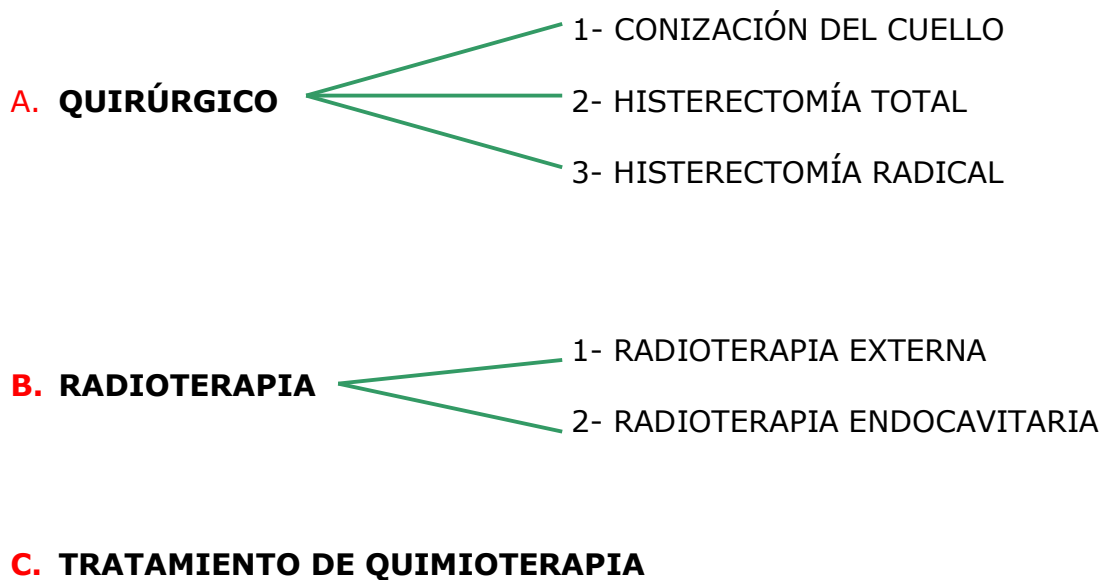 A. QUIRÚRGICO
1- CONIZACIÓN DEL CUELLO
2- HISTERECTOMÍA TOTAL
3- HISTERECTOMÍA RADICAL
B. RADIOTERAPIA
1- RADIOTERAPIA EXTERNA
2- RADIOTERAPIA ENDOCAVITARIA
C. TRATAMIENTO DE QUIMIOTERAPIA